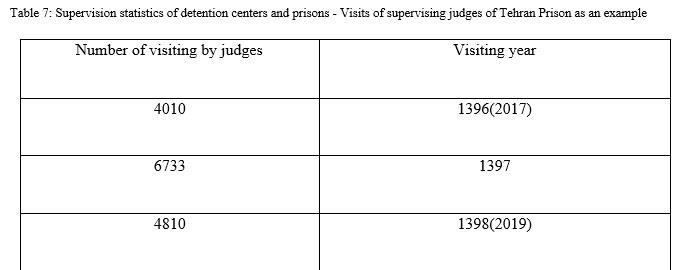 Table 7: Supervision statistics of detention centers and prisons - Visits of supervising judges of Tehran Prison as an example
Number of visiting by judges Visiting year
4010 1396(2017)
6733 1397
4810 1398(2019)